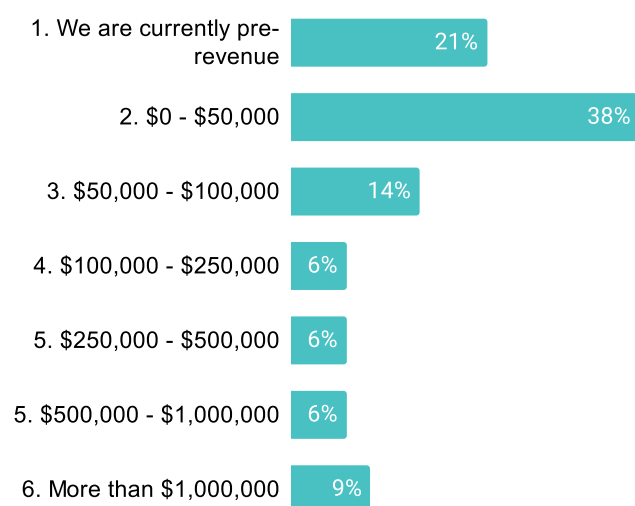 1. We are currently pre-
revenue
21%
2. $0 - $50,000
38%
3. $50,000 - $100,000
14%
4. $100,000 - $250,000
6%
5. $250,000 - $500,000
6%
5. $500,000 - $1,000,000
6%
6. More than $1,000,000
9%